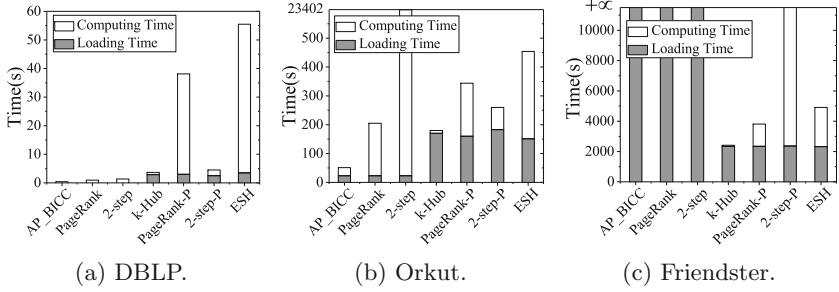 60
50
40
30
20
10
0
Time(s)
Computing Time
Loading Time
AP_BICC
PageRank
2-step
k-Hub
PageRank-P
2-step-P
ESH
(a) DBLP.
23402
500
400
300
200
100
0
Time(s)
Computing Time
Loading Time
AP_BICC
PageRank
2-step
k-Hub
PageRank-P
2-step-P
ESH
(b) Orkut.
+∝
10000
8000
6000
4000
2000
0
Time(s)
Computing Time
Loading Time
AP_BICC
PageRank
2-step
k-Hub
PageRank-P
2-step-P
ESH
(c) Friendster.